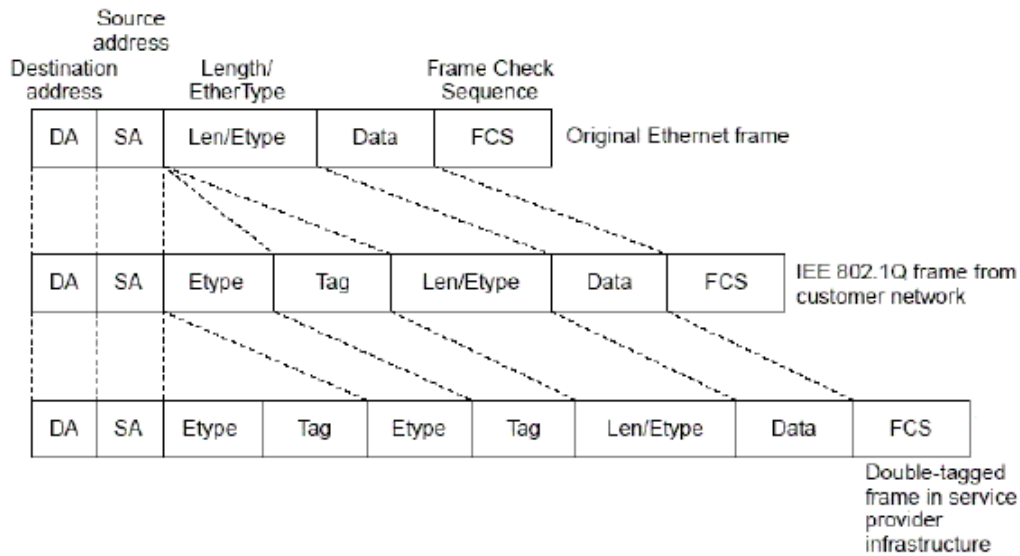 Source
address
Destination
address
Length/
EtherType
Frame Check
Sequence
DA SA Len/Etype Data FCS Original Ethernet frame
DA SA Etype Tag Len/Etype Data FCS IEE 802.1Q frame from
customer network
DA SA Etype Tag Etype Tag Len/Etype Data FCS
Double-tagged
frame in service
provider
infrastructure